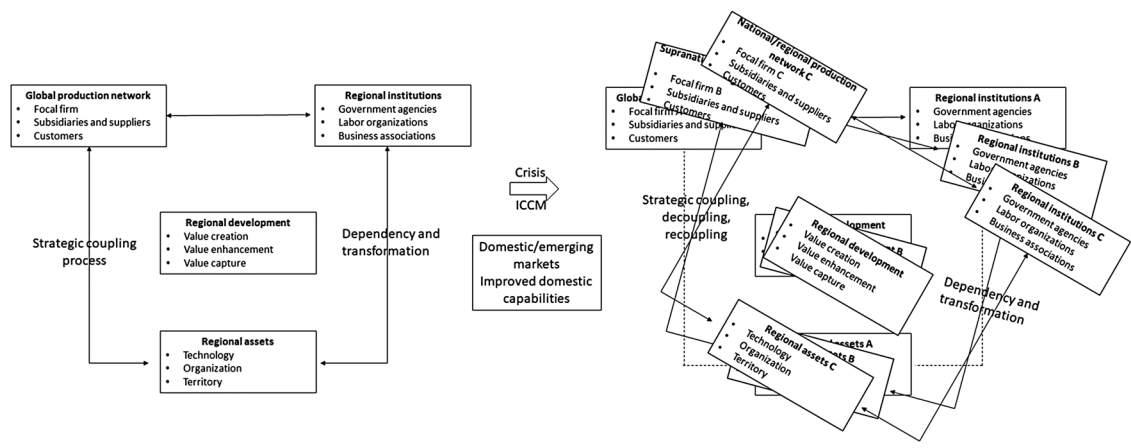 Global production network
• Focal firm
• Subsidiaries and suppliers
• Customers
Regional institutions
• Government agencies
• Labor organizations
• Business associations
Strategic coupling
process
Regional development
• Value creation
• Value enhancement
• Value capture
Dependency and
transformation
Regional assets
• Technology
• Organization
• Territory
Crisis
ICCM
Domestic/emerging
markets
Improved domestic
capabilities
National/regional production
network C
• Focal firm C
• Subsidiaries and suppliers
• Customers
• Focal firm B
• Subsidiaries and suppliers
• Customers
• Focal firm
• Subsidiaries and
• Customers
Regional institutions A
• Government agencies
• Labor
Regional institutions B
• Government agencies
Regional institutions C
• Government agencies
• Labor organizations
• Business associations
Strategic coupling,
decoupling,
recoupling
Regional development
• Value creation
• Value enhancement
• Value capture
Dependency and
transformation
A
B
Regional assets C
• Technology
• Organization
• Territory